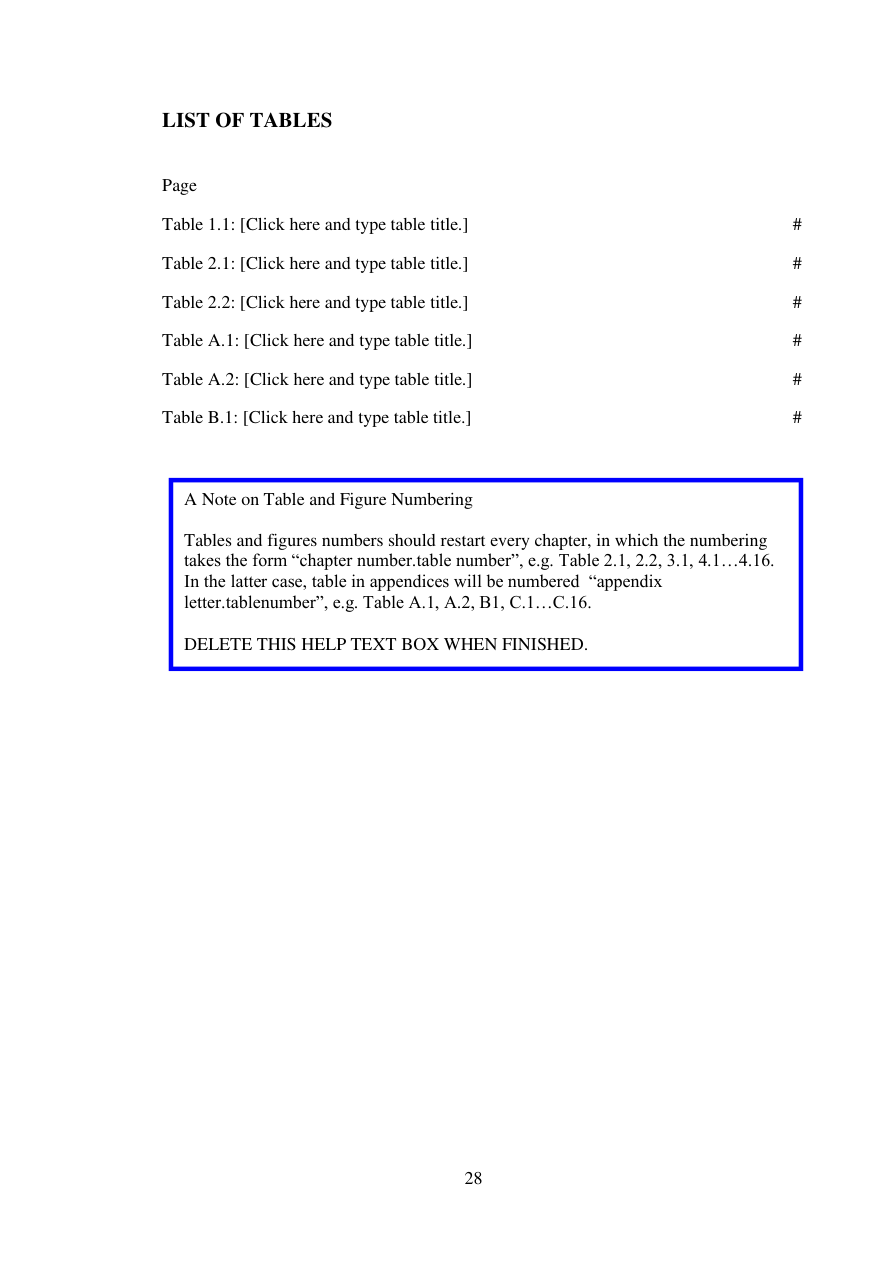 LIST OF TABLES
Page
Table 1.1: [Click here and type table title.] #
Table 2.1: [Click here and type table title.] #
Table 2.2: [Click here and type table title.] #
Table A.1: [Click here and type table title.] #
Table A.2: [Click here and type table title.] #
Table B.1: [Click here and type table title.] #
A Note on Table and Figure Numbering
Tables and figures numbers should restart every chapter, in which the numbering
takes the form “chapter number.table number”, e.g. Table 2.1, 2.2, 3.1, 4.1…4.16.
In the latter case, table in appendices will be numbered  “appendix
letter.tablenumber”, e.g. Table A.1, A.2, B1, C.1…C.16.
DELETE THIS HELP TEXT BOX WHEN FINISHED.
28